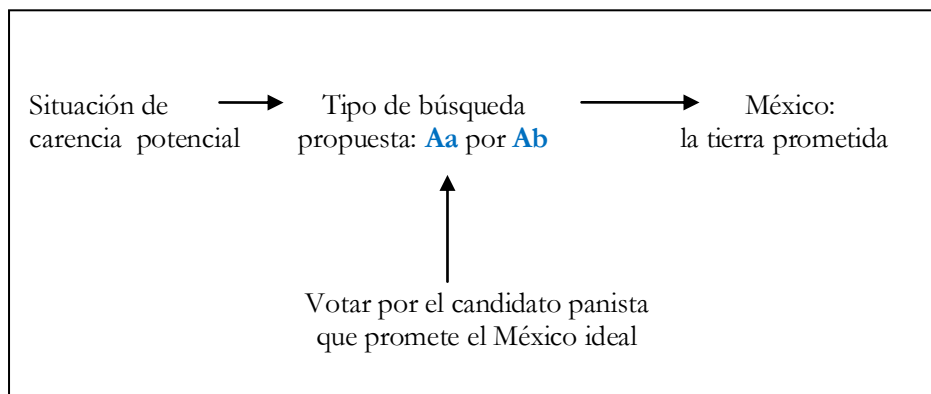 Situación de
carencia potencial
Tipo de búsqueda
propuesta: Aa por Ab
México:
la tierra prometida
Votar por el candidato panista
que promete el México ideal